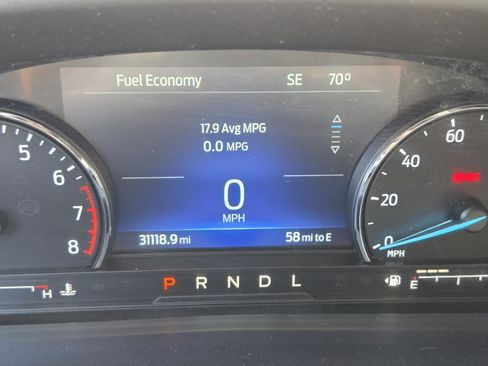 Fuel Economy SE 70°
17.9 Avg MPG
0.0 MPG
0
MPH
31118.9 mi 58 mi to E
6
7
8
H
P R N D L
60
40
20
0
MPH
E